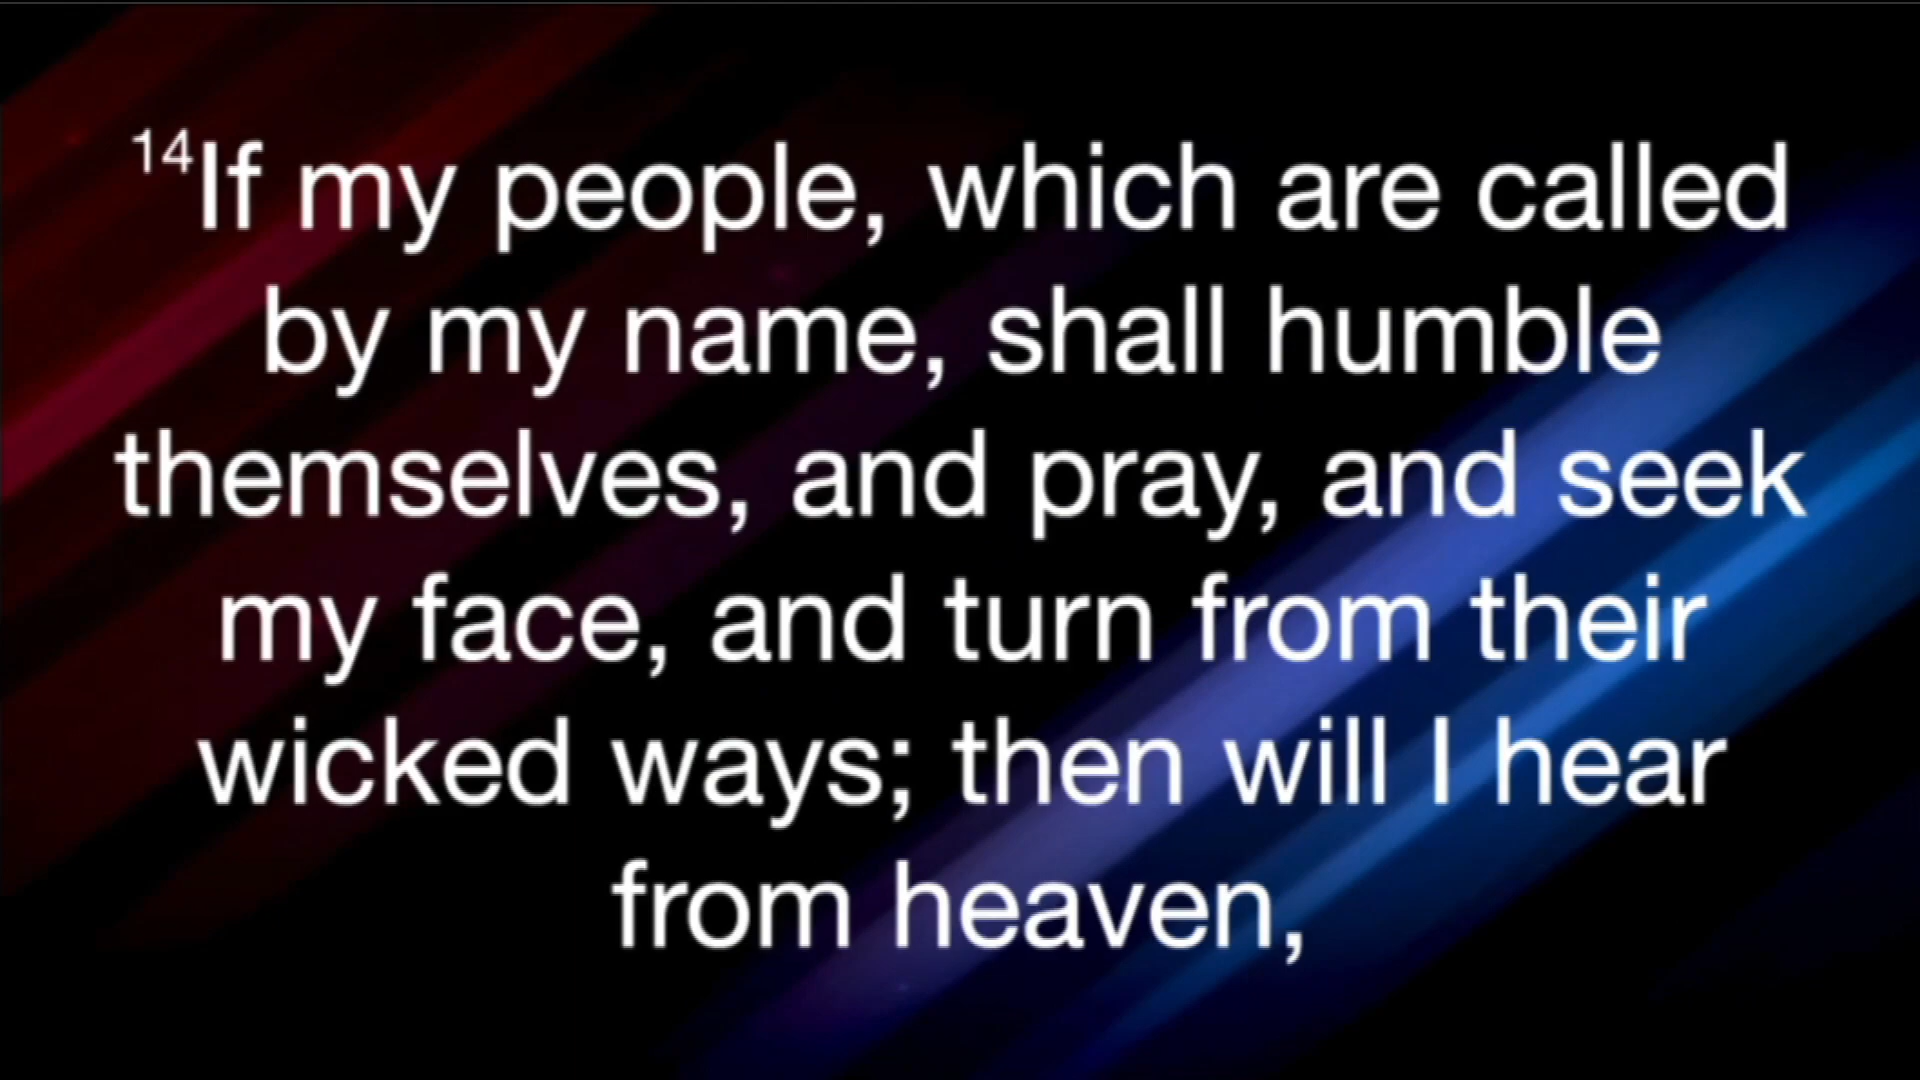 14If my people, which are called
by my name, shall humble
themselves, and pray, and seek
my face, and turn from their
wicked ways; then will I hear
from heaven,